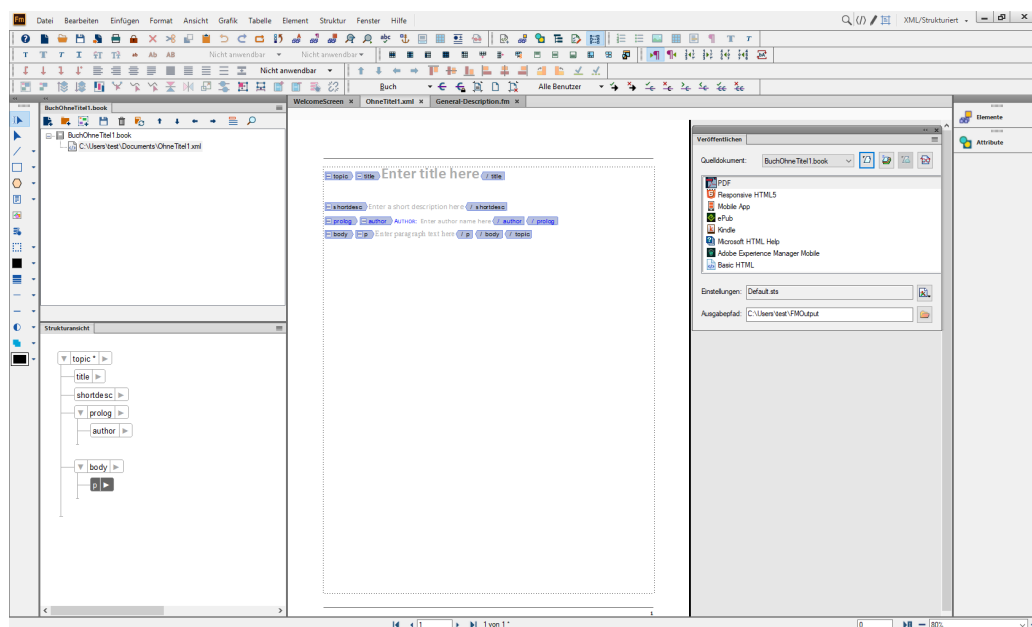 Fm Datei Bearbeiten Einfügen Format Ansicht Grafik Tabelle Element Struktur Fenster Hilfe XML/Strukturiert
Nicht anwendbar Nicht anwendbar
Nicht anwendbar
Buch Alle Benutzer
BuchOhneTitel1.book
BuchOhneTitel1.book
C:\Users\test\Documents\OhneTitel1.xml
Strukturansicht
topic *
title
shortdesc
prolog
author
body
p
WelcomeScreen × OhneTitel1.xml × General-Description.fm ×
topic title Enter title here / title
shortdesc Enter a short description here / shortdesc
prolog author AUTHOR: Enter author name here / author / prolog
body p Enter paragraph text here / p / body / topic
1
Veröffentlichen
Quelldokument: BuchOhneTitel1.book
PDF
Responsive HTML5
Mobile App
ePub
Kindle
Microsoft HTML Help
Adobe Experience Manager Mobile
Basic HTML
Einstellungen: Default.sts
Ausgabepfad: C:\Users\test\FMOutput
Elemente
Attribute
1 1 von 1 * 0 80%